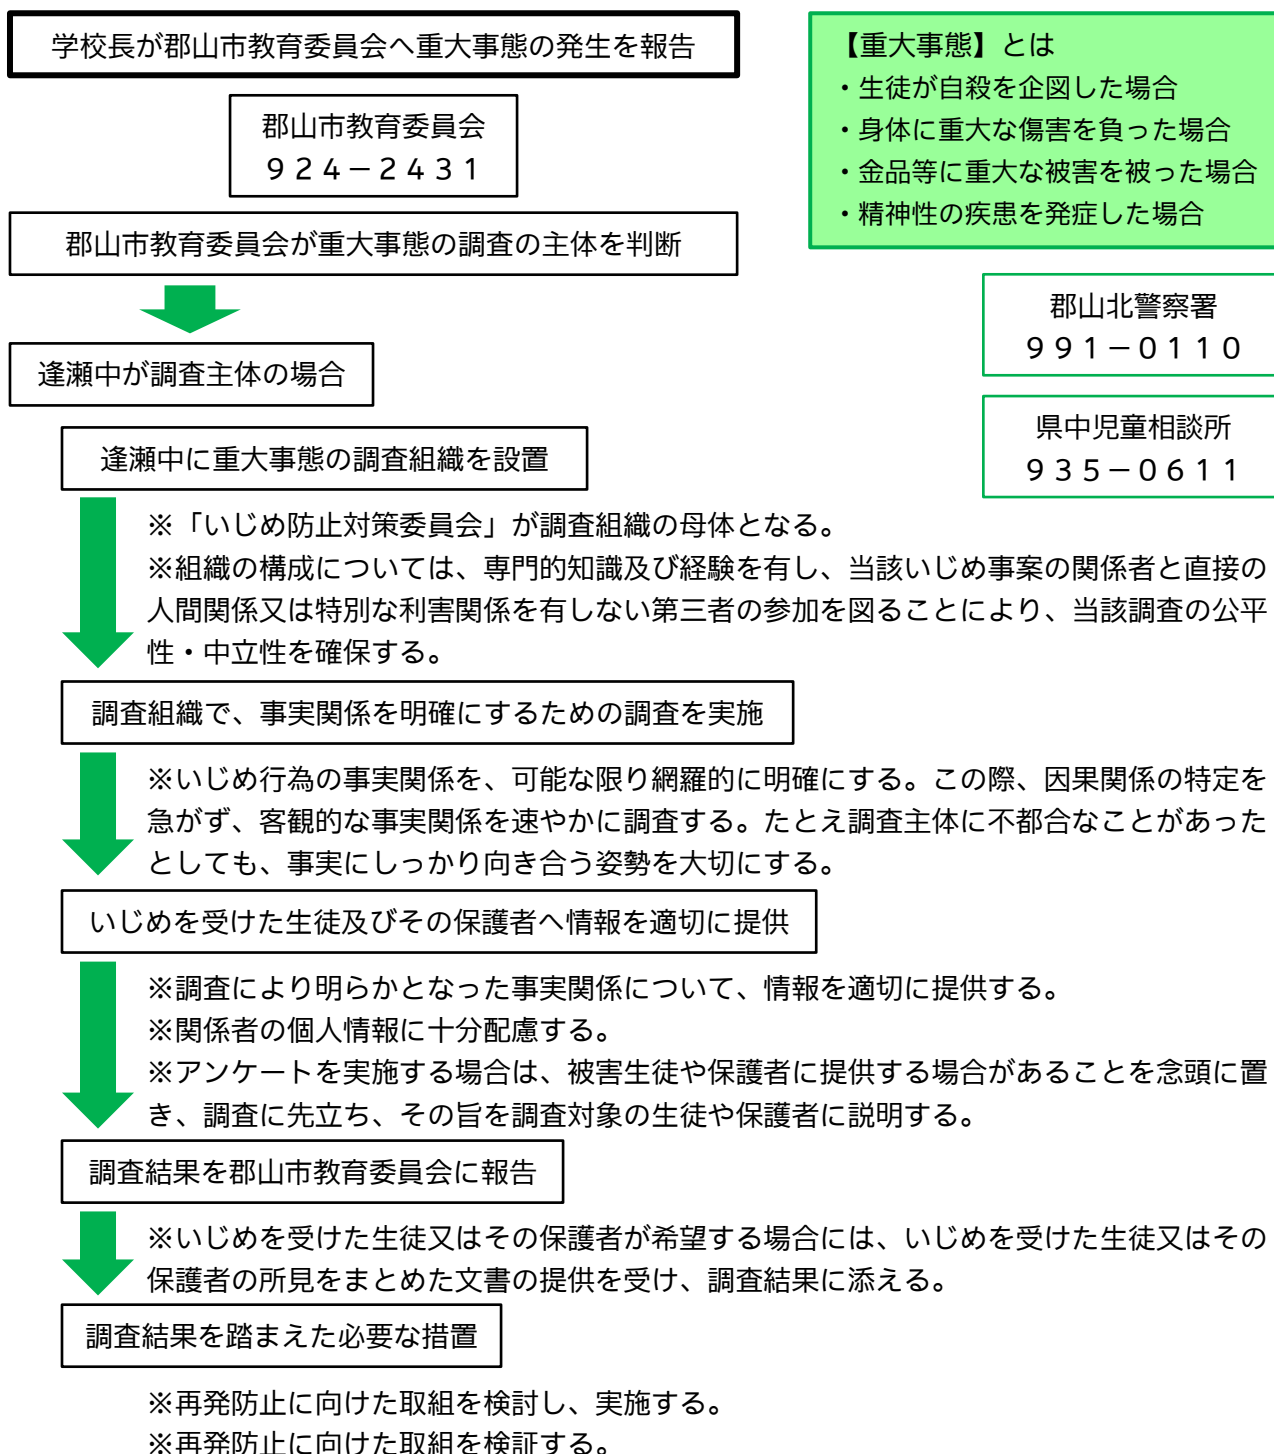 学校長が郡山市教育委員会へ重大事態の発生を報告
郡山市教育委員会
９２４－２４３１
郡山市教育委員会が重大事態の調査の主体を判断
【重大事態】とは
・生徒が自殺を企図した場合
・身体に重大な傷害を負った場合
・金品等に重大な被害を被った場合
・精神性の疾患を発症した場合
郡山北警察署
９９１－０１１０
県中児童相談所
９３５－０６１１
逢瀬中が調査主体の場合
逢瀬中に重大事態の調査組織を設置
※「いじめ防止対策委員会」が調査組織の母体となる。
※組織の構成については、専門的知識及び経験を有し、当該いじめ事案の関係者と直接の
人間関係又は特別な利害関係を有しない第三者の参加を図ることにより、当該調査の公平
性・中立性を確保する。
調査組織で、事実関係を明確にするための調査を実施
※いじめ行為の事実関係を、可能な限り網羅的に明確にする。この際、因果関係の特定を
急がず、客観的な事実関係を速やかに調査する。たとえ調査主体に不都合なことがあった
としても、事実にしっかり向き合う姿勢を大切にする。
いじめを受けた生徒及びその保護者へ情報を適切に提供
※調査により明らかとなった事実関係について、情報を適切に提供する。
※関係者の個人情報に十分配慮する。
※アンケートを実施する場合は、被害生徒や保護者に提供する場合があることを念頭に置
き、調査に先立ち、その旨を調査対象の生徒や保護者に説明する。
調査結果を郡山市教育委員会に報告
※いじめを受けた生徒又はその保護者が希望する場合には、いじめを受けた生徒又はその
保護者の所見をまとめた文書の提供を受け、調査結果に添える。
調査結果を踏まえた必要な措置
※再発防止に向けた取組を検討し、実施する。
※再発防止に向けた取組を検証する。